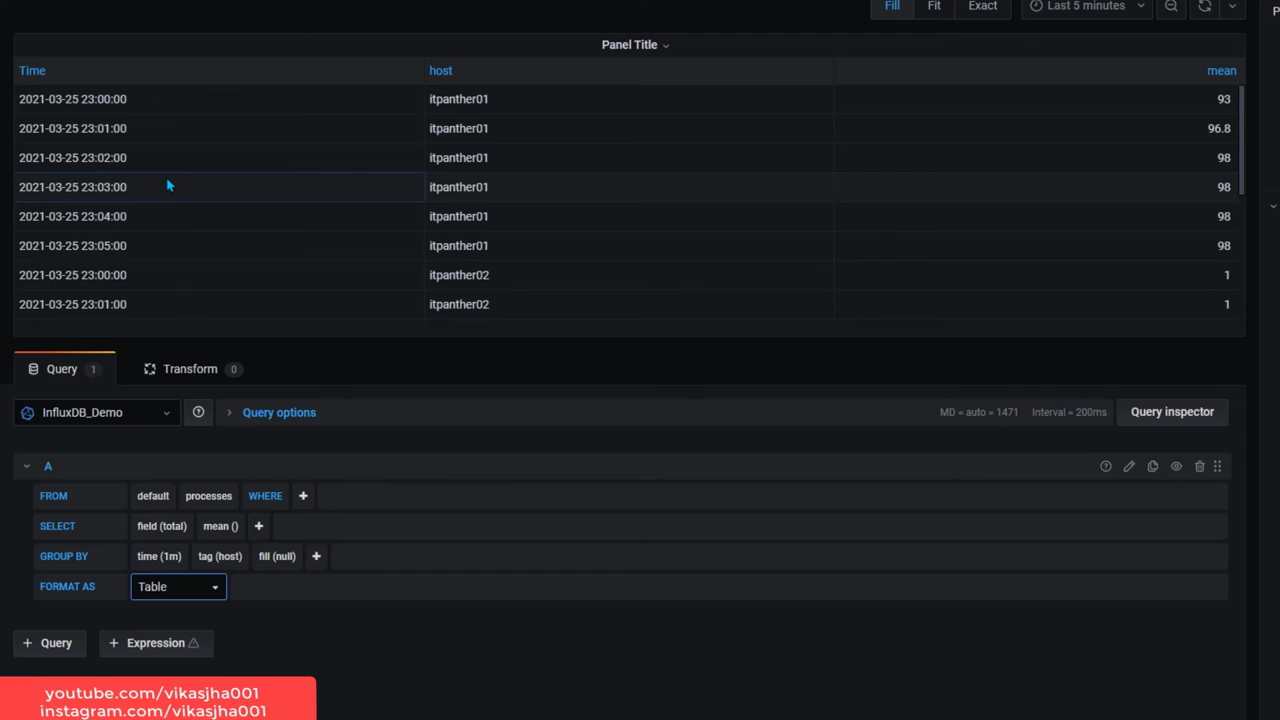 Fill Fit Exact Last 5 minutes
Panel Title
Time host mean
2021-03-25 23:00:00 itpanther01 93
2021-03-25 23:01:00 itpanther01 96.8
2021-03-25 23:02:00 itpanther01 98
2021-03-25 23:03:00 itpanther01 98
2021-03-25 23:04:00 itpanther01 98
2021-03-25 23:05:00 itpanther01 98
2021-03-25 23:00:00 itpanther02 1
2021-03-25 23:01:00 itpanther02 1
Query 1 Transform 0
InfluxDB_Demo Query options MD = auto = 1471 Interval = 200ms Query inspector
A
FROM default processes WHERE +
SELECT field (total) mean () +
GROUP BY time (1m) tag (host) fill (null) +
FORMAT AS Table
+ Query + Expression
youtube.com/vikasjha001
instagram.com/vikasjha001